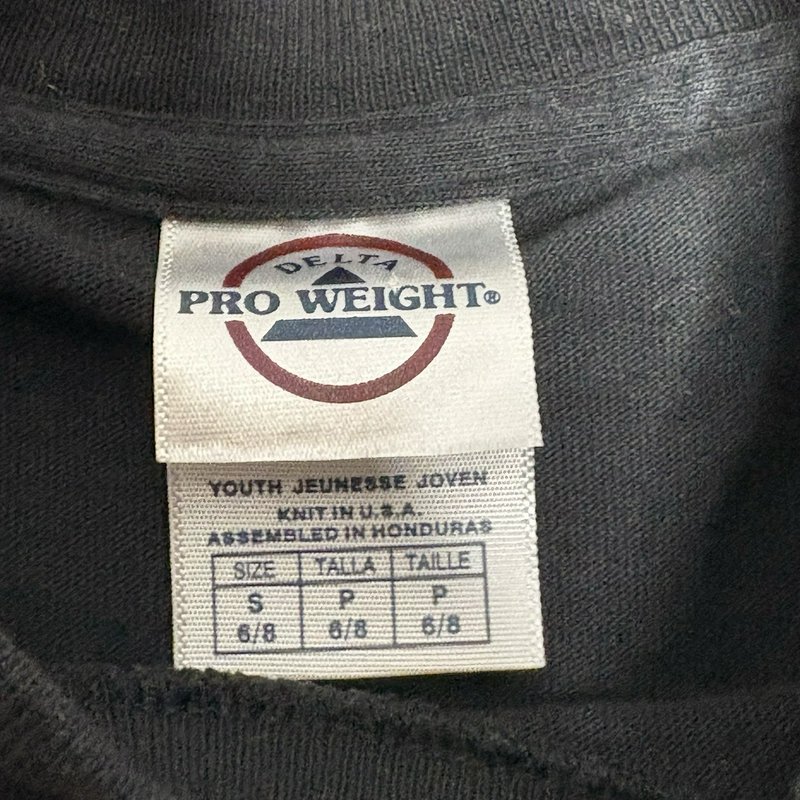 DELTA
PRO WEIGHT®
YOUTH JEUNESSE JOVEN
KNIT IN U.S.A.
ASSEMBLED IN HONDURAS
SIZE TALLA TAILLE
S P P
6/8 6/8 6/8